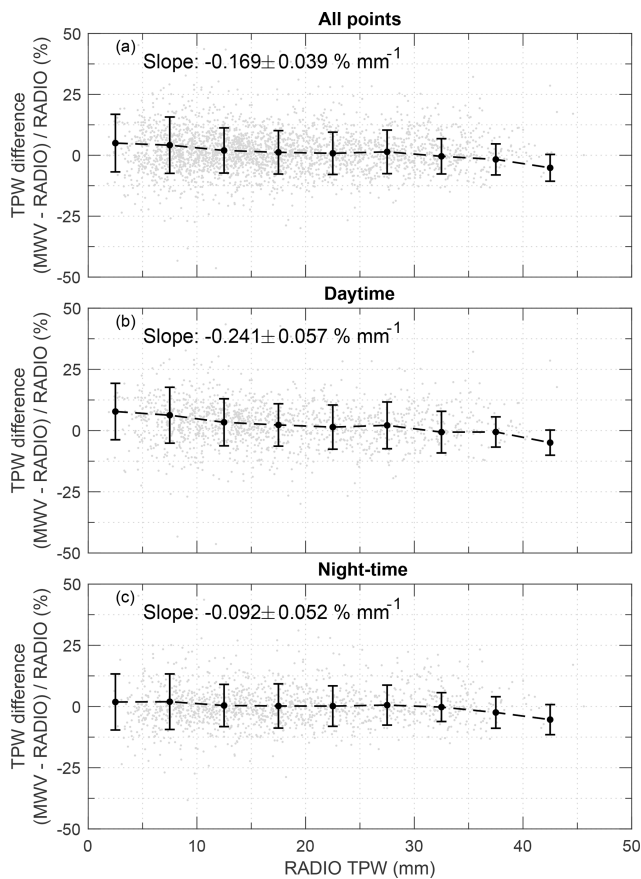 All points
(a)
Slope: -0.169± 0.039 % mm-1
50
25
0
-25
-50
TPW difference
(MWV - RADIO) / RADIO (%)
Daytime
(b)
Slope: -0.241± 0.057 % mm-1
50
25
0
-25
-50
TPW difference
(MWV - RADIO) / RADIO (%)
Night-time
(c)
Slope: -0.092± 0.052 % mm-1
50
25
0
-25
-50
TPW difference
(MWV - RADIO) / RADIO (%)
0 10 20 30 40 50
RADIO TPW (mm)